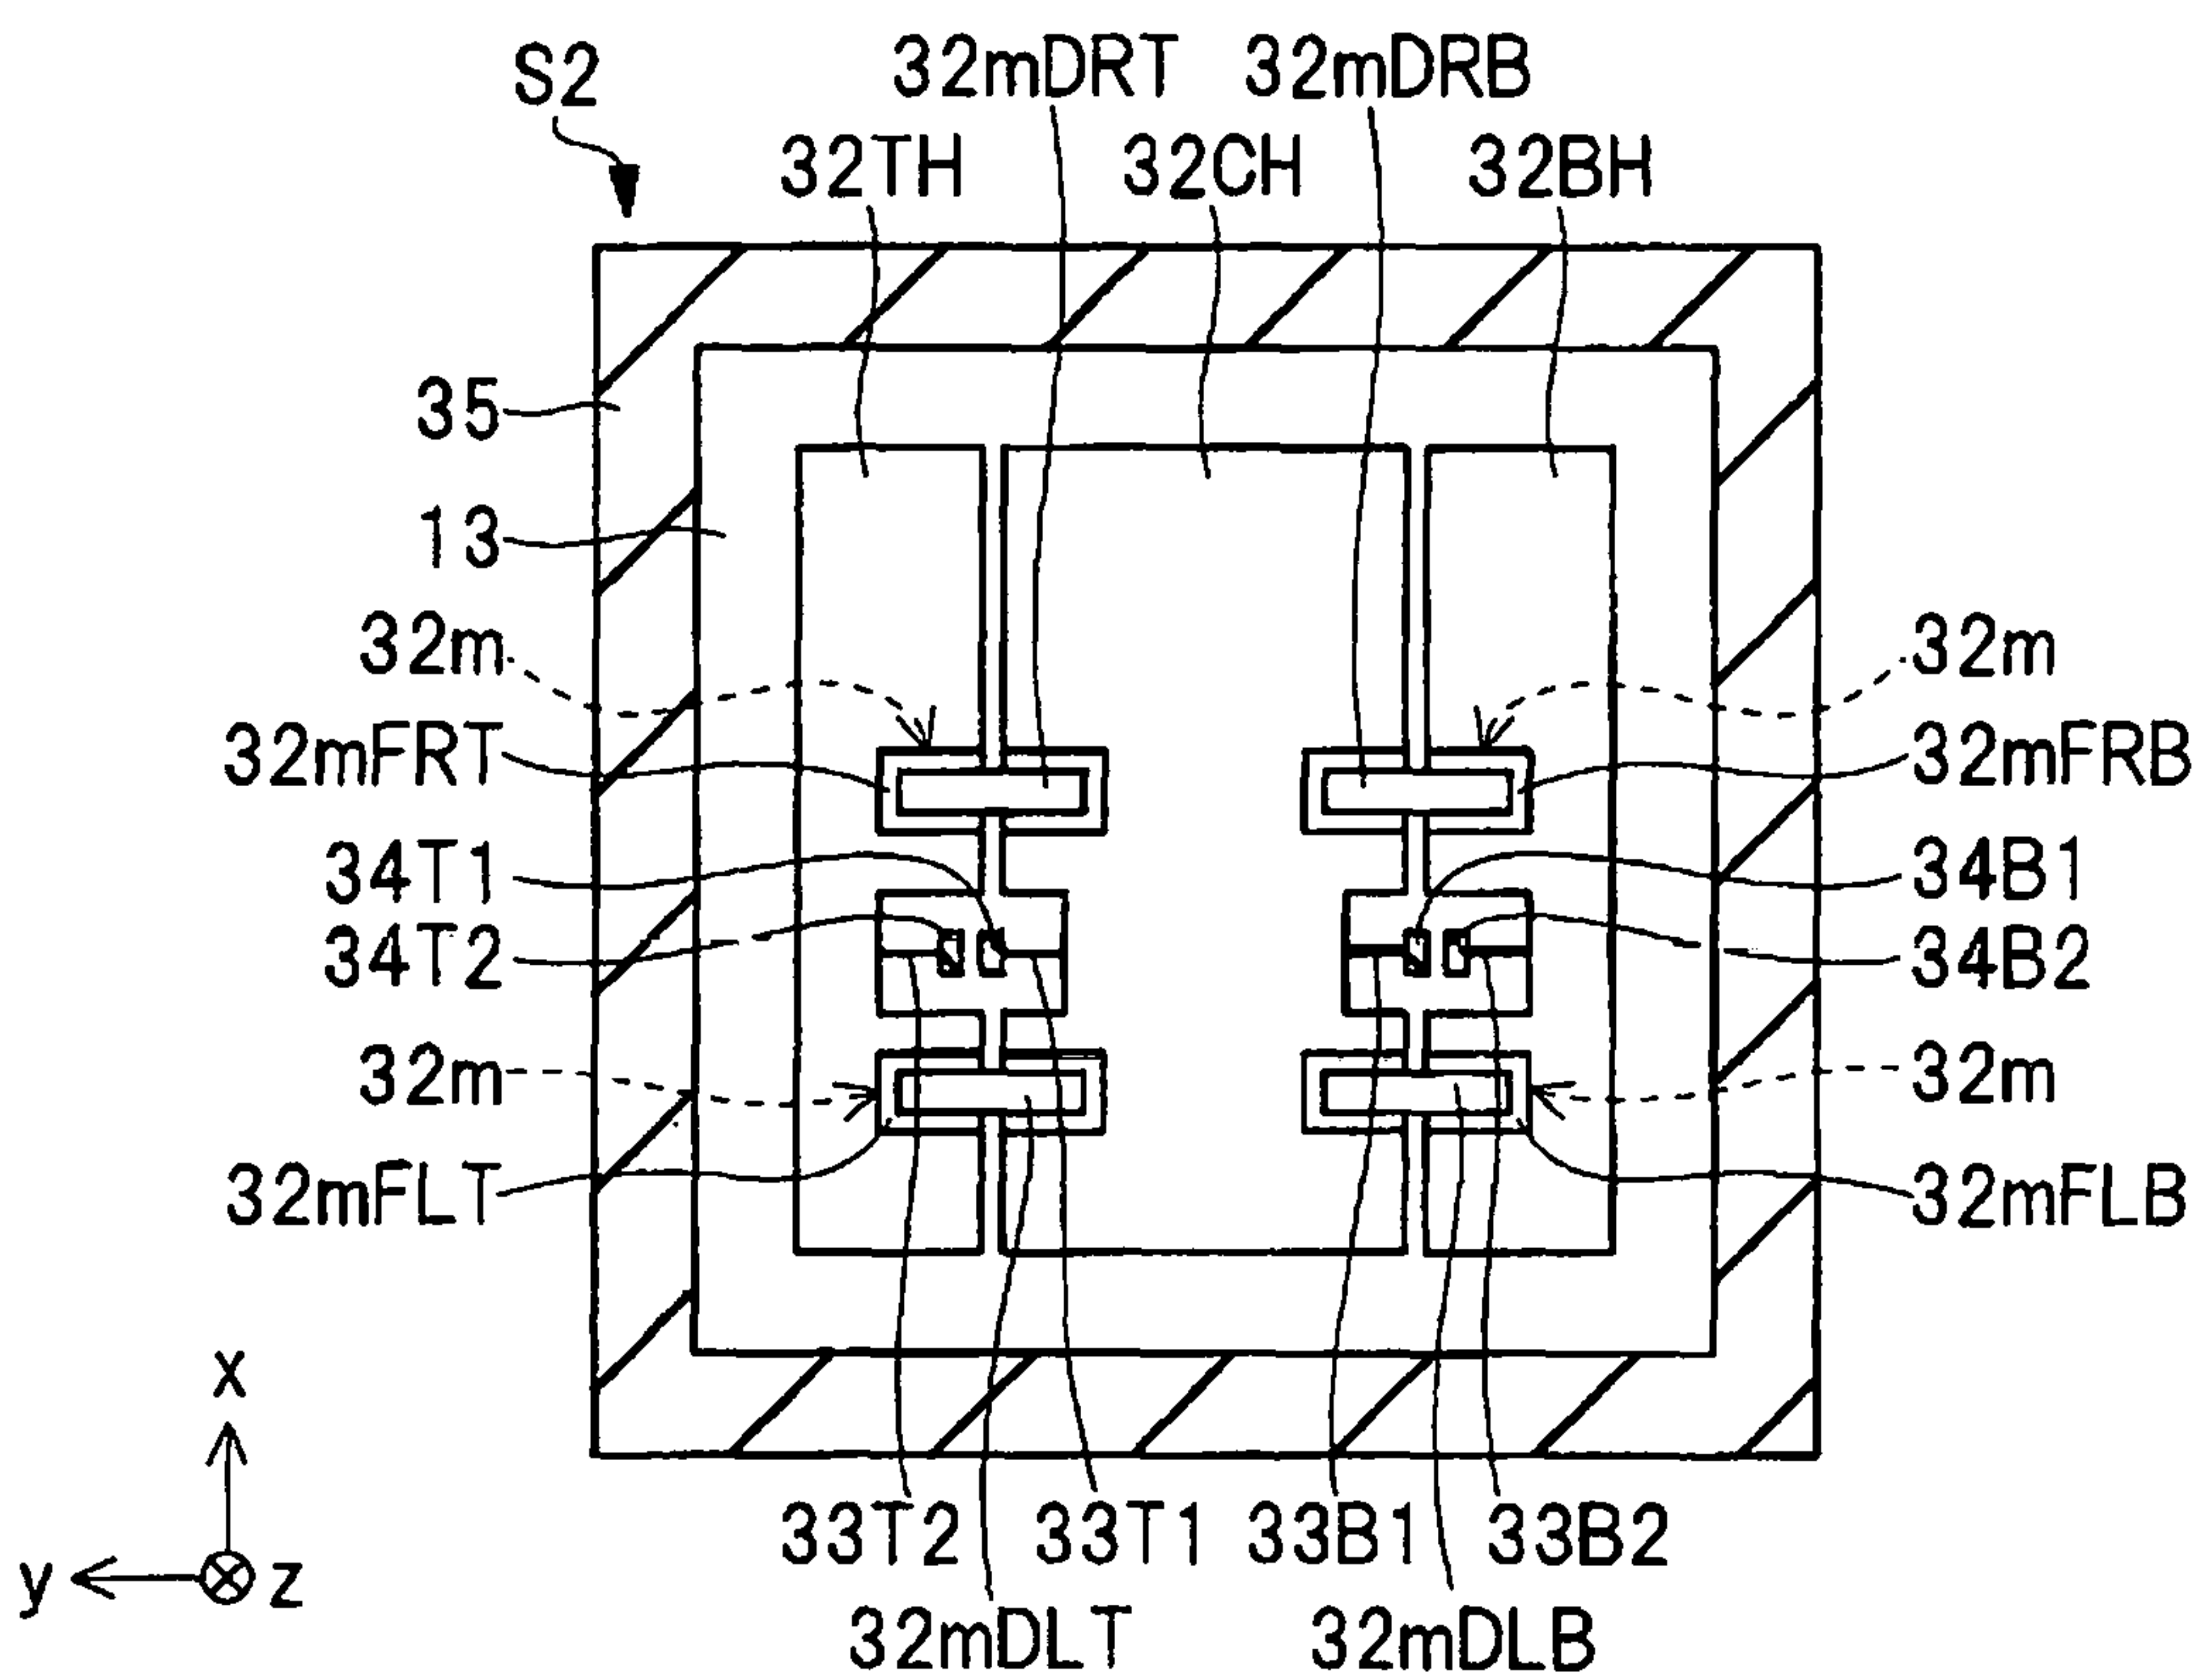 S2 32mDRT 32mDRB
32TH 32CH 32BH
35
13
32m 32m
32mFRT 32mFRB
34T1 34B1
34T2 34B2
32m 32m
32mFLT 32mFLB
x
y z
33T2 33T1 33B1 33B2
32mDLT 32mDLB